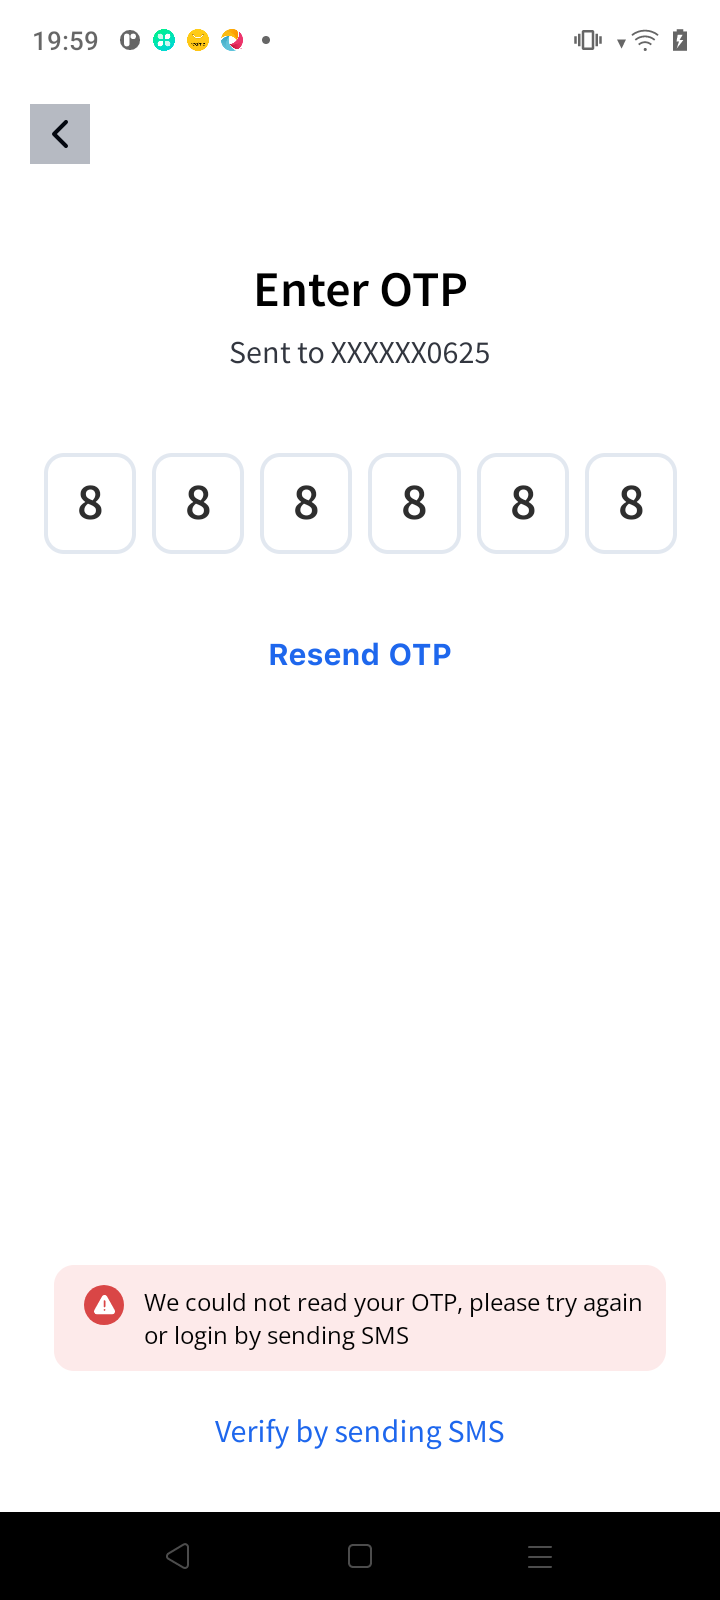 19:59
Enter OTP
Sent to XXXXXX0625
8 8 8 8 8 8
Resend OTP
We could not read your OTP, please try again
or login by sending SMS
Verify by sending SMS